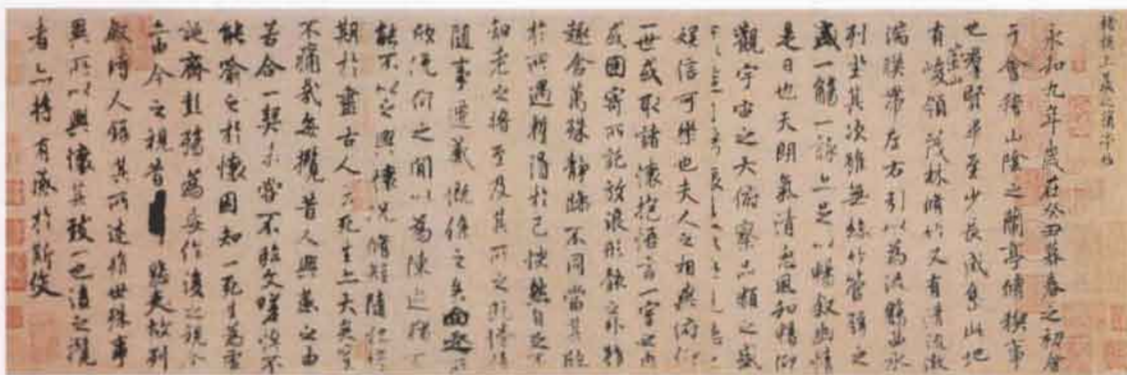 褚模王羲之蘭亭帖
永和九年歲在癸丑暮春之初會
于會稽山陰之蘭亭脩禊事
也羣賢畢至少長咸集此地
有崇山峻領茂林脩竹又有清流激
湍暎帶左右引以為流觴曲水
列坐其次雖無絲竹管弦之
盛一觴一詠亦足以暢叙幽情
是日也天朗氣清惠風和暢仰
觀宇宙之大俯察品類之盛
娛信可樂也夫人之相與俯仰
一世或取諸懷抱悟言一室之內
或因寄所託放浪形骸之外雖
趣舍萬殊靜躁不同當其欣
於所遇暫得於己怏然自足不
知老之將至及其所之既惓情
隨事遷感慨係之矣向之所
欣俛仰之閒以為陳迹猶不
能不以之興懷況脩短隨化終
期於盡古人云死生亦大矣豈
不痛哉每攬昔人興感之由
若合一契未嘗不臨文嗟悼不
能喻之於懷固知一死生為虛
誕齊彭殤為妄作後之視今
亦由今之視昔悲夫故列
敘時人錄其所述雖世殊事
異所以興懷其致一也後之攬
者亦將有感於斯文